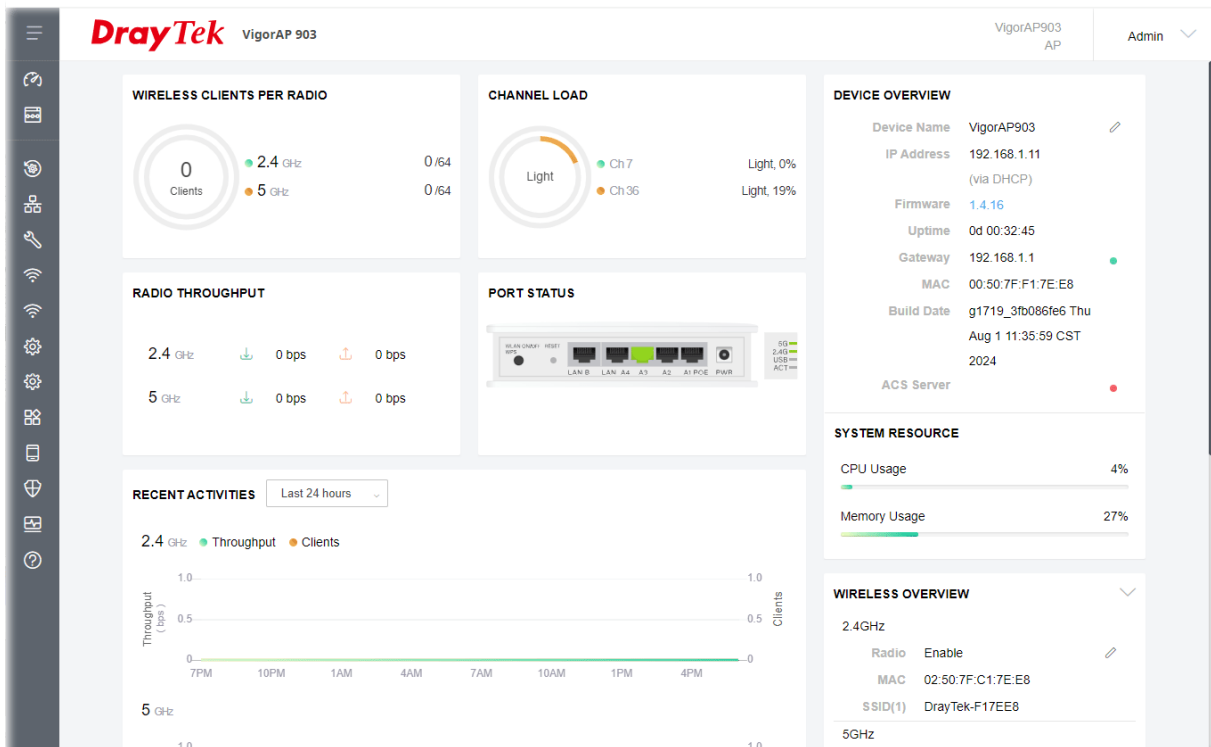 DrayTek VigorAP 903
VigorAP903
AP
Admin
WIRELESS CLIENTS PER RADIO
0
Clients
2.4 GHz 0 /64
5 GHz 0 /64
CHANNEL LOAD
Light
Ch 7 Light, 0%
Ch 36 Light, 19%
RADIO THROUGHPUT
2.4 GHz 0 bps 0 bps
5 GHz 0 bps 0 bps
PORT STATUS
WLAN ON/OFF RESET
WPS
LAN B LAN A4 A3 A2 A1 POE PWR
5G
2.4G
USB
ACT
RECENT ACTIVITIES Last 24 hours
2.4 GHz Throughput Clients
1.0 1.0
Throughput
( bps )
0.5 0.5
Clients
0 0
7PM 10PM 1AM 4AM 7AM 10AM 1PM 4PM
5 GHz
1.0 1.0
DEVICE OVERVIEW
Device Name VigorAP903
IP Address 192.168.1.11
(via DHCP)
Firmware 1.4.16
Uptime 0d 00:32:45
Gateway 192.168.1.1
MAC 00:50:7F:F1:7E:E8
Build Date g1719_3fb086fe6 Thu
Aug 1 11:35:59 CST
2024
ACS Server
SYSTEM RESOURCE
CPU Usage 4%
Memory Usage 27%
WIRELESS OVERVIEW
2.4GHz
Radio Enable
MAC 02:50:7F:C1:7E:E8
SSID(1) DrayTek-F17EE8
5GHz